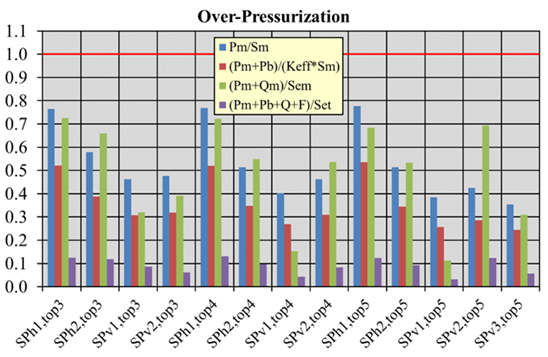 Over-Pressurization
1.1
1.0
0.9
0.8
0.7
0.6
0.5
0.4
0.3
0.2
0.1
0.0
Pm/Sm
(Pm+Pb)/(Keff*Sm)
(Pm+Qm)/Sem
(Pm+Pb+Q+F)/Set
SPh1,top3
SPh2,top3
SPv1,top3
SPv2,top3
SPh1,top4
SPh2,top4
SPv1,top4
SPv2,top4
SPh1,top5
SPh2,top5
SPv1,top5
SPv2,top5
SPv3,top5